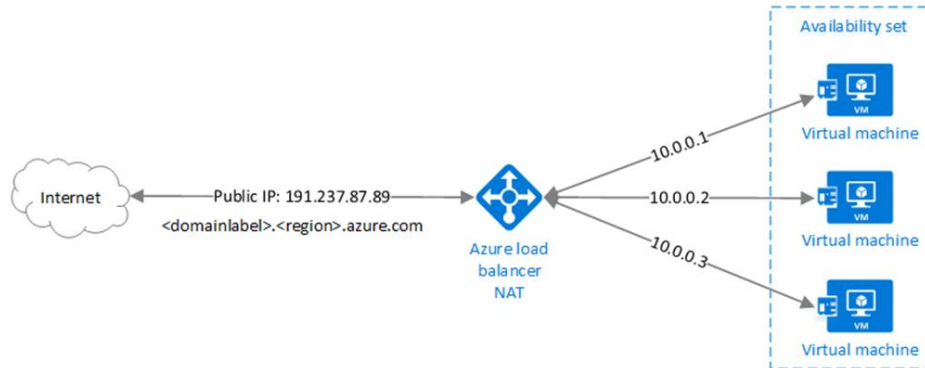 Availability set
VM
Virtual machine
10.0.0.1
Internet
Public IP: 191.237.87.89
<domainlabel>.<region>.azure.com
Azure load
balancer
NAT
10.0.0.2
VM
Virtual machine
10.0.0.3
VM
Virtual machine